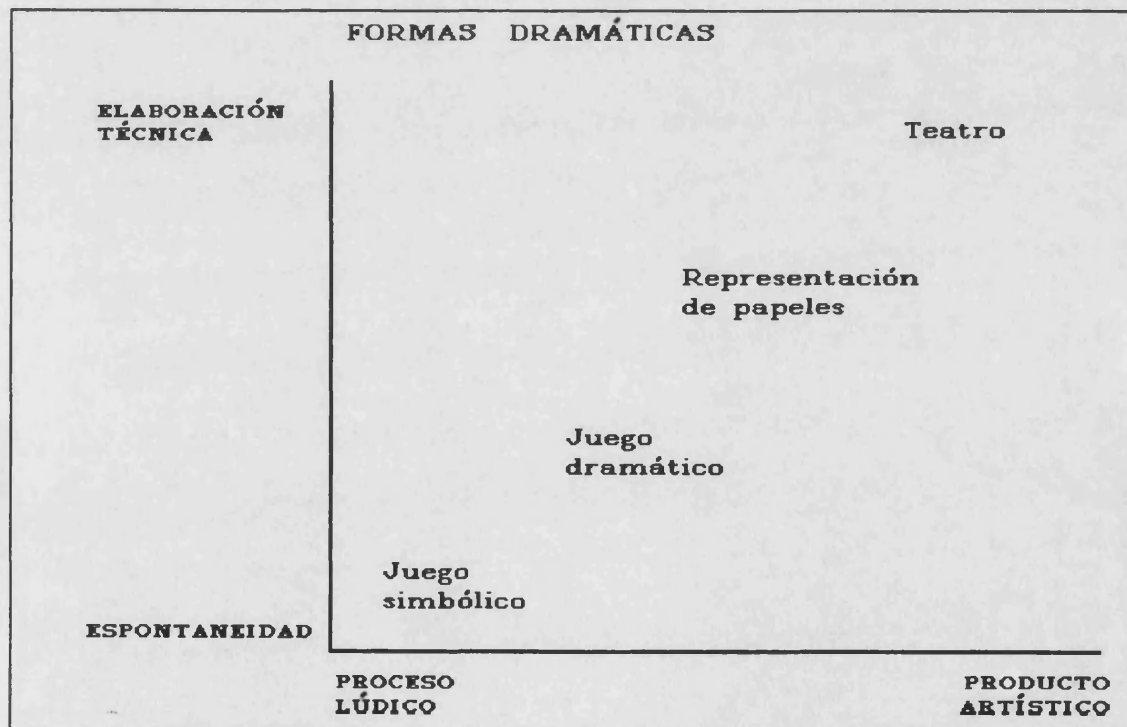 FORMAS DRAMÁTICAS
ELABORACIÓN
TÉCNICA
Teatro
Representación
de papeles
Juego
dramático
Juego
simbólico
ESPONTANEIDAD
PROCESO
LÚDICO
PRODUCTO
ARTÍSTICO